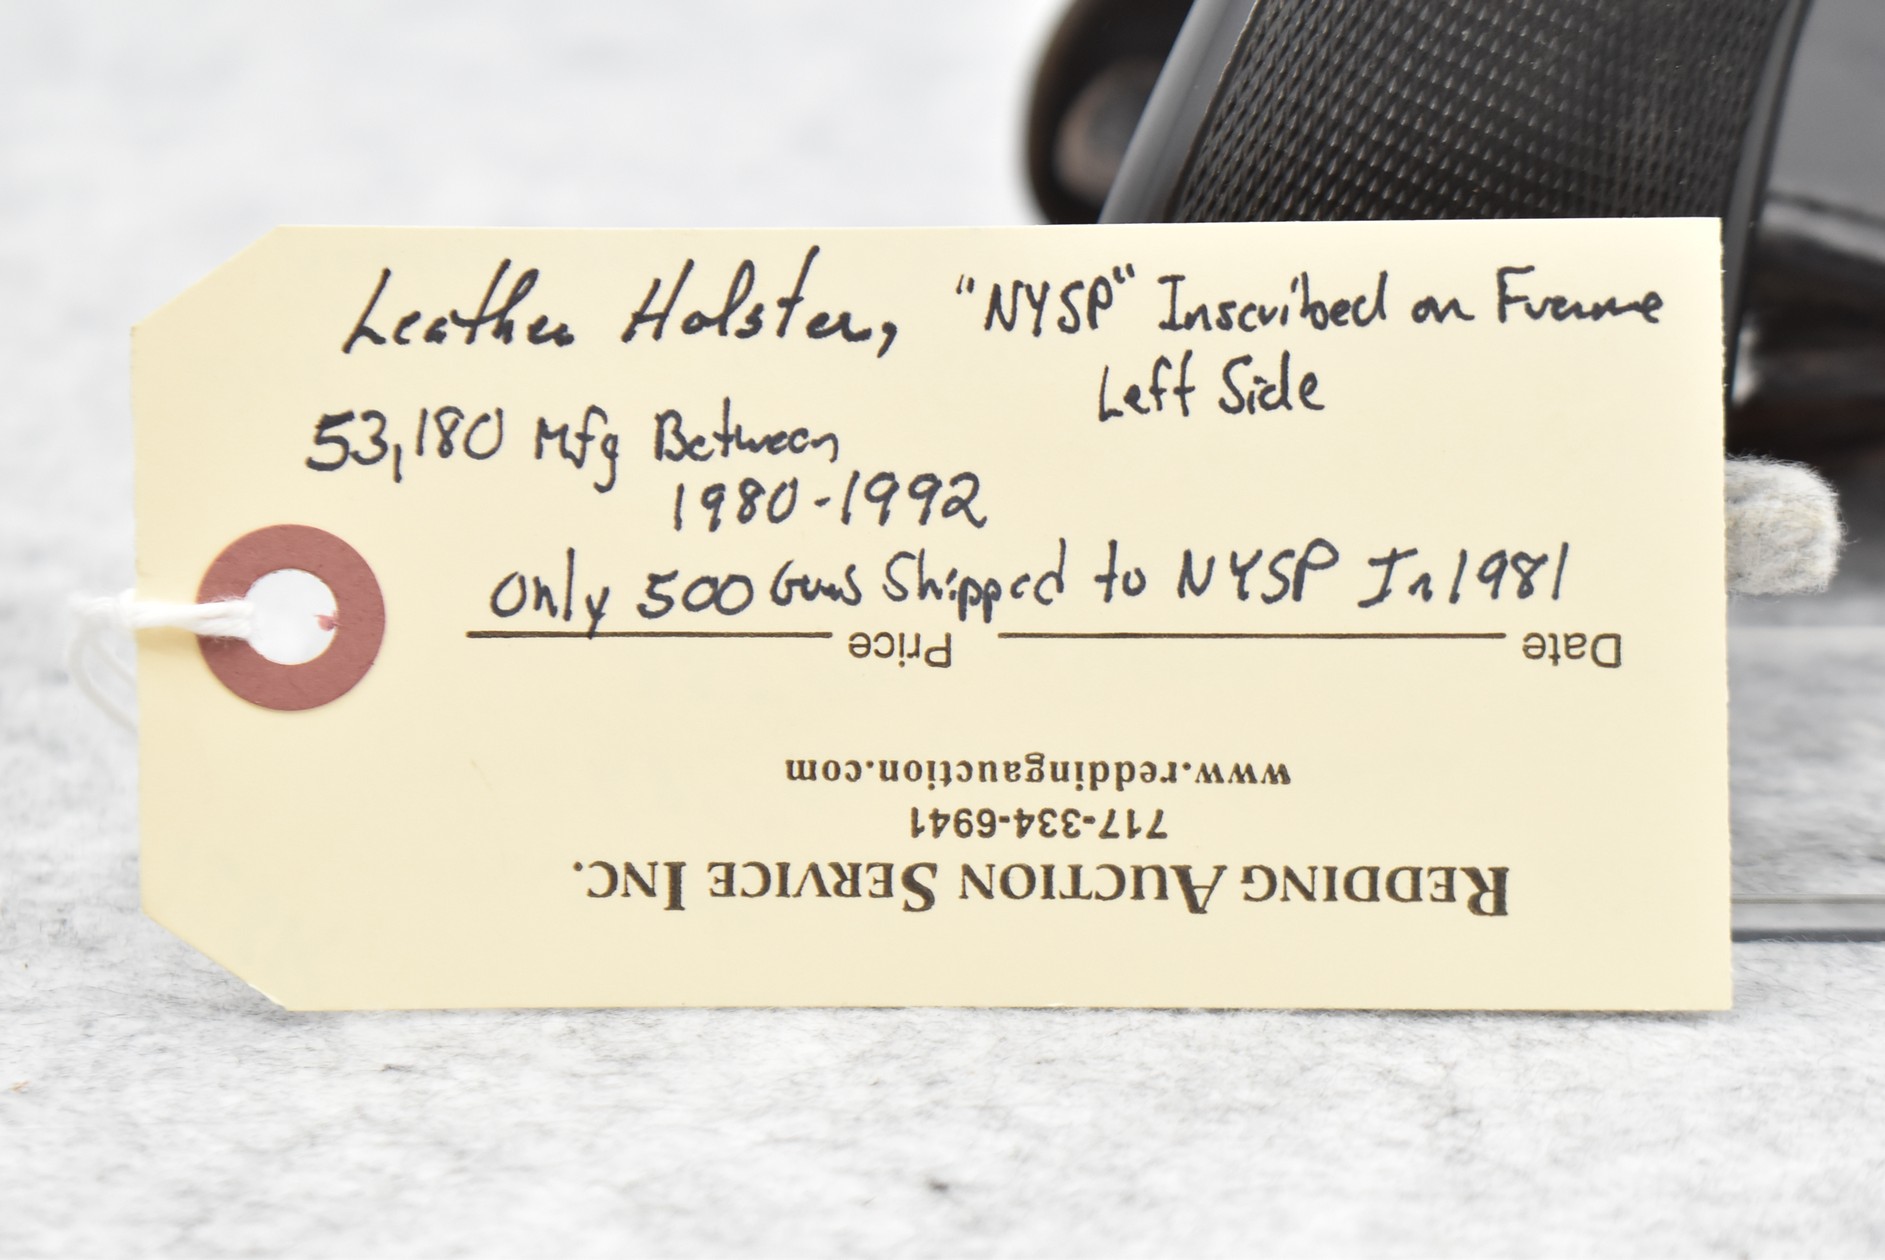 Leather Holster, "NYSP" Inscribed on Frame
Left Side
53,180 Mfg Between
1980-1992
Only 500 Guns Shipped to NYSP In 1981
Date Price
www.reddingauction.com
717-334-6941
REDDING AUCTION SERVICE INC.